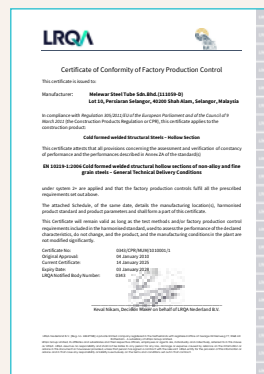 LRQA
Certificate of Conformity of Factory Production Control
This certificate is issued to:
Manufacturer: Melewar Steel Tube Sdn.Bhd.(111059-D)
Lot 10, Persiaran Selangor, 40200 Shah Alam, Selangor, Malaysia
In compliance with Regulation 305/2011/EU of the European Parliament and of the Council of 9
March 2011 (the Construction Products Regulation or CPR), this certificate applies to the
construction product:
Cold formed welded Structural Steels - Hollow Section
This certificate attests that all provisions concerning the assessment and verification of constancy
of performance and the performances described in Annex ZA of the standard(s)
EN 10219-1:2006 Cold formed welded structural hollow sections of non-alloy and fine
grain steels - General Technical Delivery Conditions
under system 2+ are applied and that the factory production controls fulfil all the prescribed
requirements set out above.
The attached Schedule, of the same date, details the manufacturing location(s), harmonised
product standard and product parameters and shall form a part of this certificate.
This Certificate will remain valid as long as the test methods and/or factory production control
requirements included in the harmonised standard, used to assess the performance of the declared
characteristics, do not change, and the product, and the manufacturing conditions in the plant are
not modified significantly.
Certificate No:
Original Approval: 04 January 2010
Current Certificate: 14 January 2025
Expiry Date: 03 January
LRQA Notified Body Number: 0343
Keval Nikam, Decision Maker on behalf of LRQA Nederland B.V.